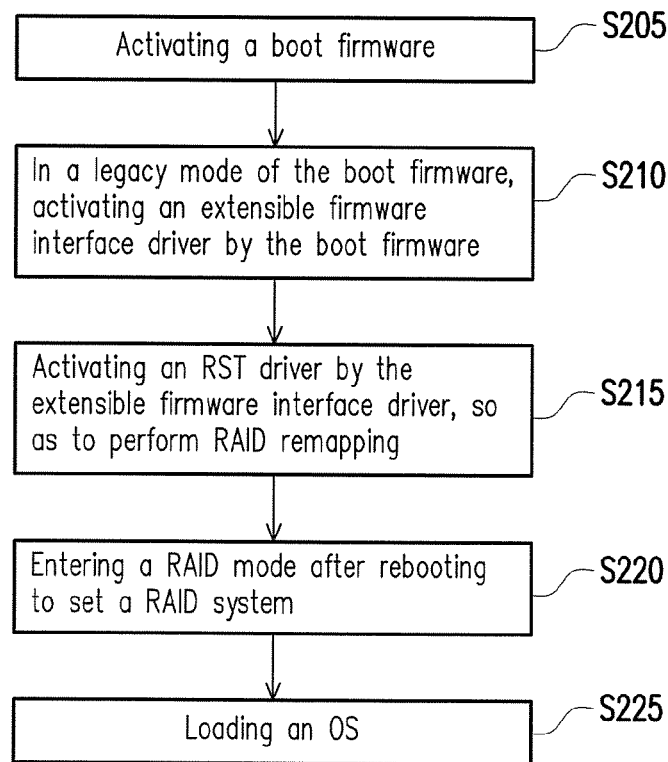 Activating a boot firmware
S205
In a legacy mode of the boot firmware,
activating an extensible firmware
interface driver by the boot firmware
S210
Activating an RST driver by the
extensible firmware interface driver, so
as to perform RAID remapping
S215
Entering a RAID mode after rebooting
to set a RAID system
S220
Loading an OS
S225